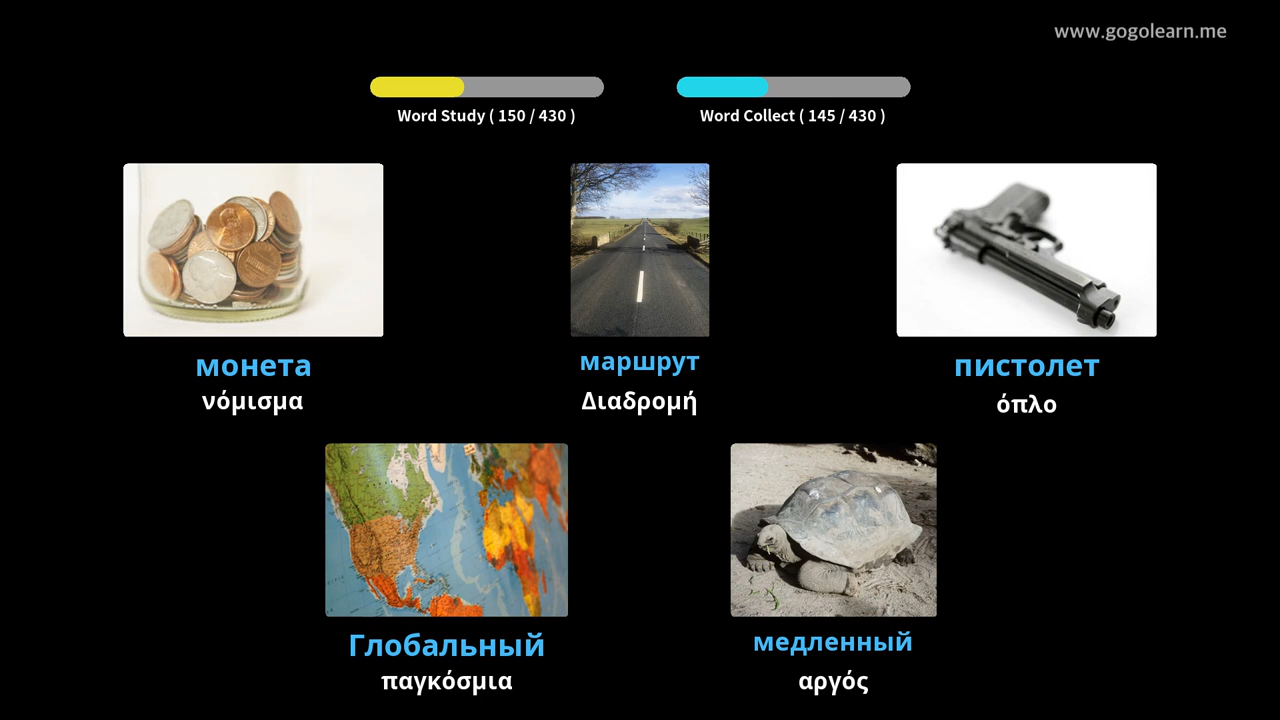 www.gogolearn.me
Word Study ( 150 / 430 )
Word Collect ( 145 / 430 )
монета
νόμισμα
маршрут
Διαδρομή
пистолет
όπλο
Глобальный
παγκόσμια
медленный
αργός